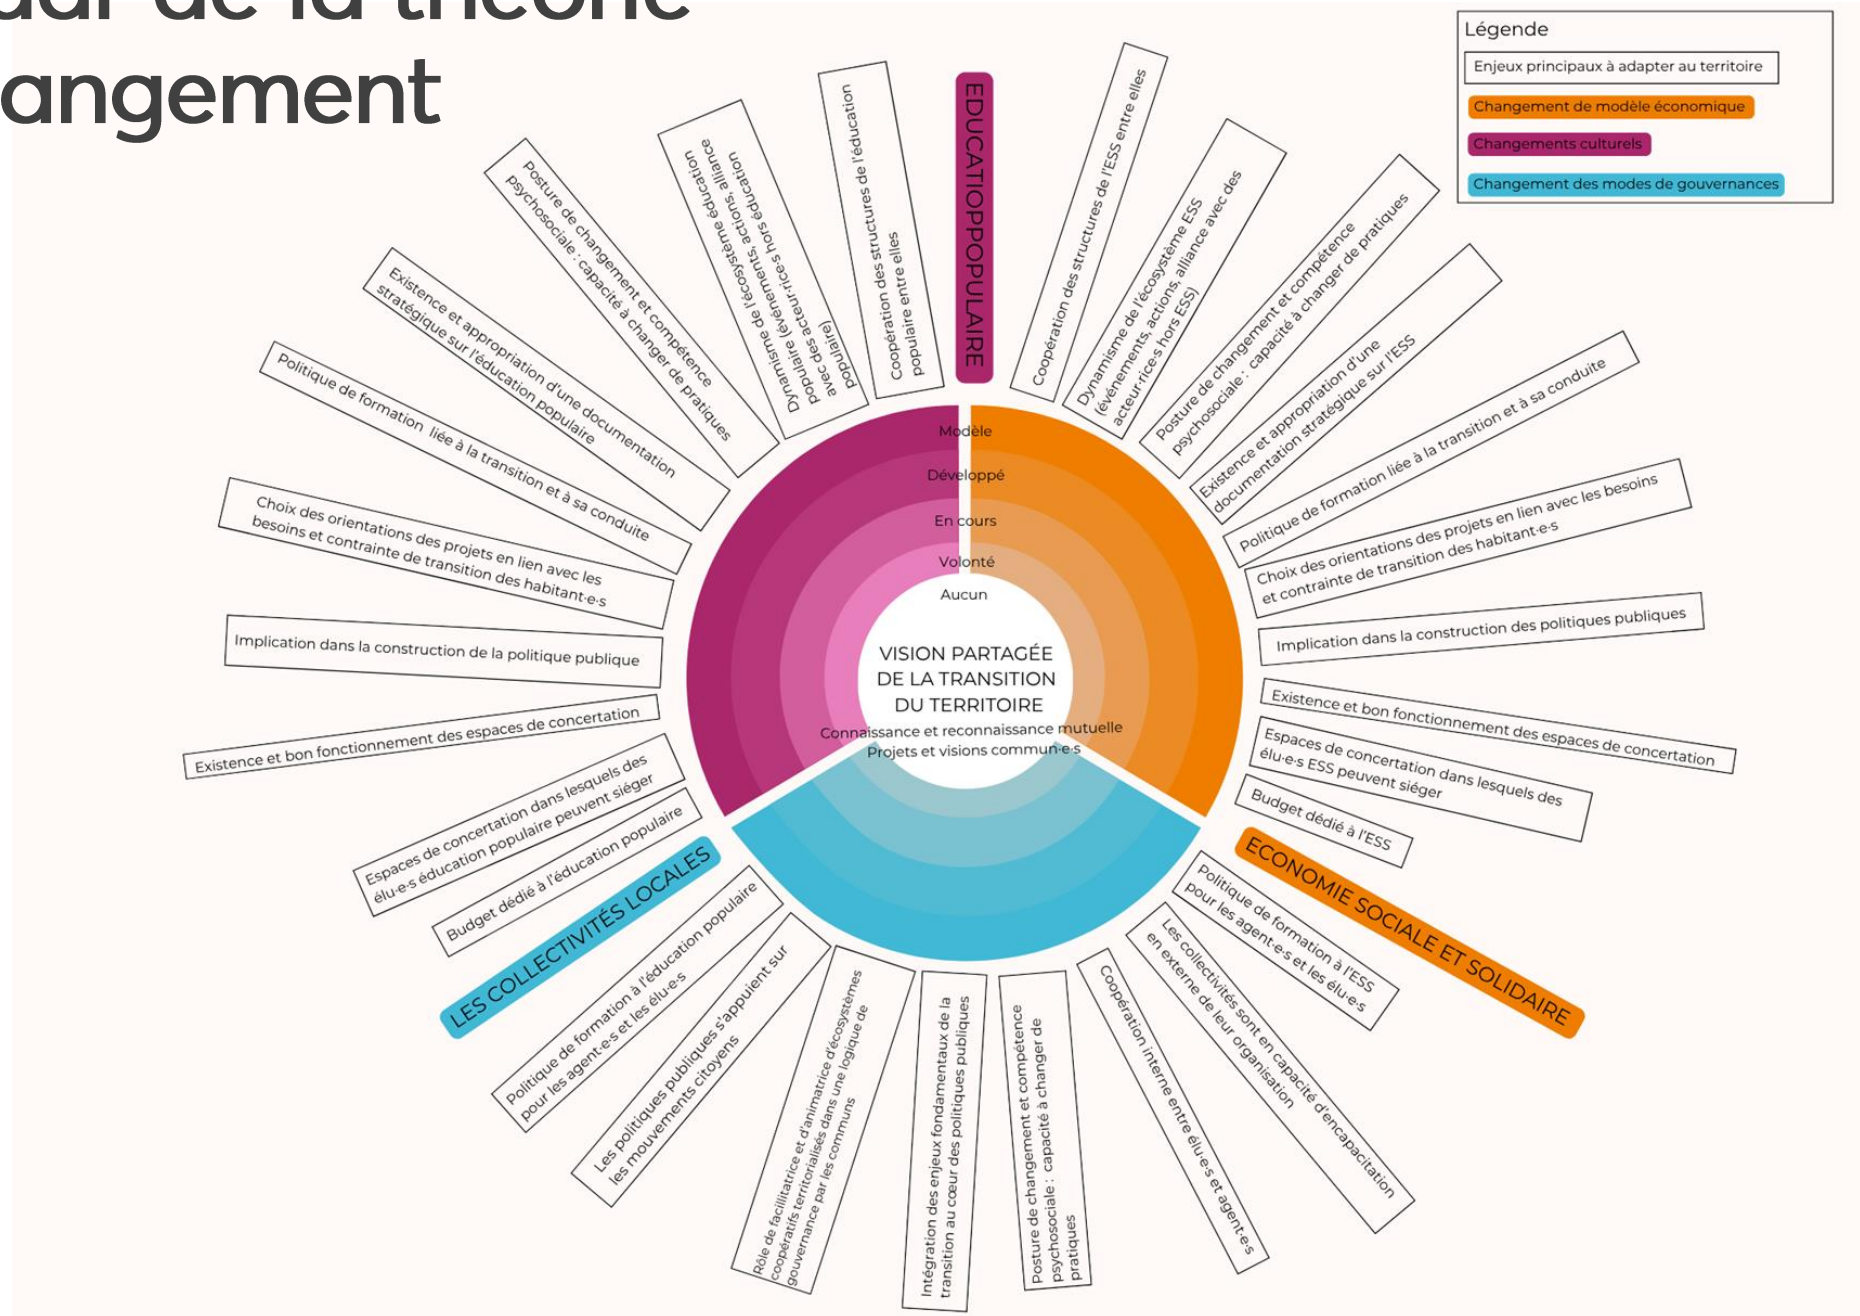 angement
Légende
Enjeux principaux à adapter au territoire
Changement de modèle économique
Changements culturels
Changement des modes de gouvernances
EDUCATIOPPOPULAIRE
Coopération des structures de l'ESS entre elles
Dynamisme de l'écosystème ESS
(événements, actions, alliance avec des
acteur·rice·s hors ESS)
Posture de changement et compétence
psychosociale : capacité à changer de pratiques
Existence et appropriation d'une
documentation stratégique sur l'ESS
Politique de formation liée à la transition et à sa conduite
Choix des orientations des projets en lien avec les besoins
et contrainte de transition des habitant·e·s
Implication dans la construction des politiques publiques
Existence et bon fonctionnement des espaces de concertation
Espaces de concertation dans lesquels des
élu·e·s ESS peuvent siéger
Budget dédié à l'ESS
ECONOMIE SOCIALE ET SOLIDAIRE
Politique de formation à l'ESS
pour les agent·e·s et les élu·e·s
Les collectivités sont en capacité d'encapacitation
en externe de leur organisation
Coopération interne entre élu·e·s et agent·e·s
Posture de changement et compétence
psychosociale : capacité à changer de
pratiques
Intégration des enjeux fondamentaux de la
transition au cœur des politiques publiques
Rôle de facilitatrice et d'animatrice d'écosystèmes
coopératifs territorialisés dans une logique de
gouvernance par les communs
Les politiques publiques s'appuient sur
les mouvements citoyens
Politique de formation à l'éducation populaire
pour les agent·e·s et les élu·e·s
LES COLLECTIVITÉS LOCALES
Budget dédié à l'éducation populaire
Espaces de concertation dans lesquels des
élu·e·s éducation populaire peuvent siéger
Existence et bon fonctionnement des espaces de concertation
Implication dans la construction de la politique publique
Choix des orientations des projets en lien avec les
besoins et contrainte de transition des habitant·e·s
Politique de formation liée à la transition et à sa conduite
Existence et appropriation d'une documentation
stratégique sur l'éducation populaire
Posture de changement et compétence
psychosociale : capacité à changer de pratiques
Dynamisme de l'écosystème éducation
populaire (événements, actions, alliance
avec des acteur·rice·s hors éducation
populaire)
Coopération des structures de l'éducation
populaire entre elles
Modèle
Développé
En cours
Volonté
Aucun
VISION PARTAGÉE
DE LA TRANSITION
DU TERRITOIRE
Connaissance et reconnaissance mutuelle
Projets et visions commun·e·s